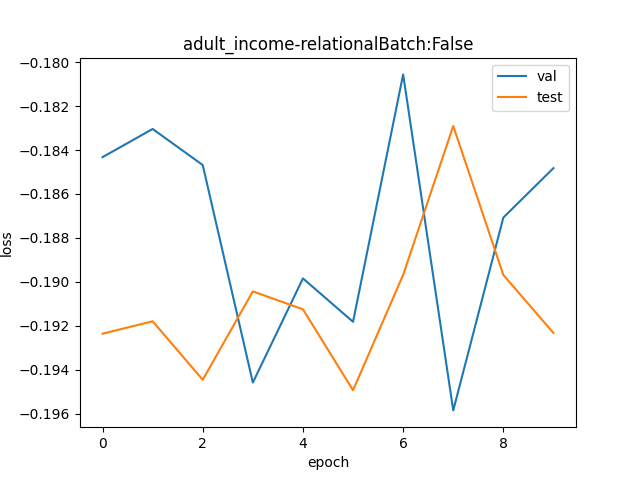 adult_income-relationalBatch:False
−0.180
−0.182
−0.184
−0.186
−0.188
−0.190
−0.192
−0.194
−0.196
loss
0
2
4
6
8
epoch
val
test